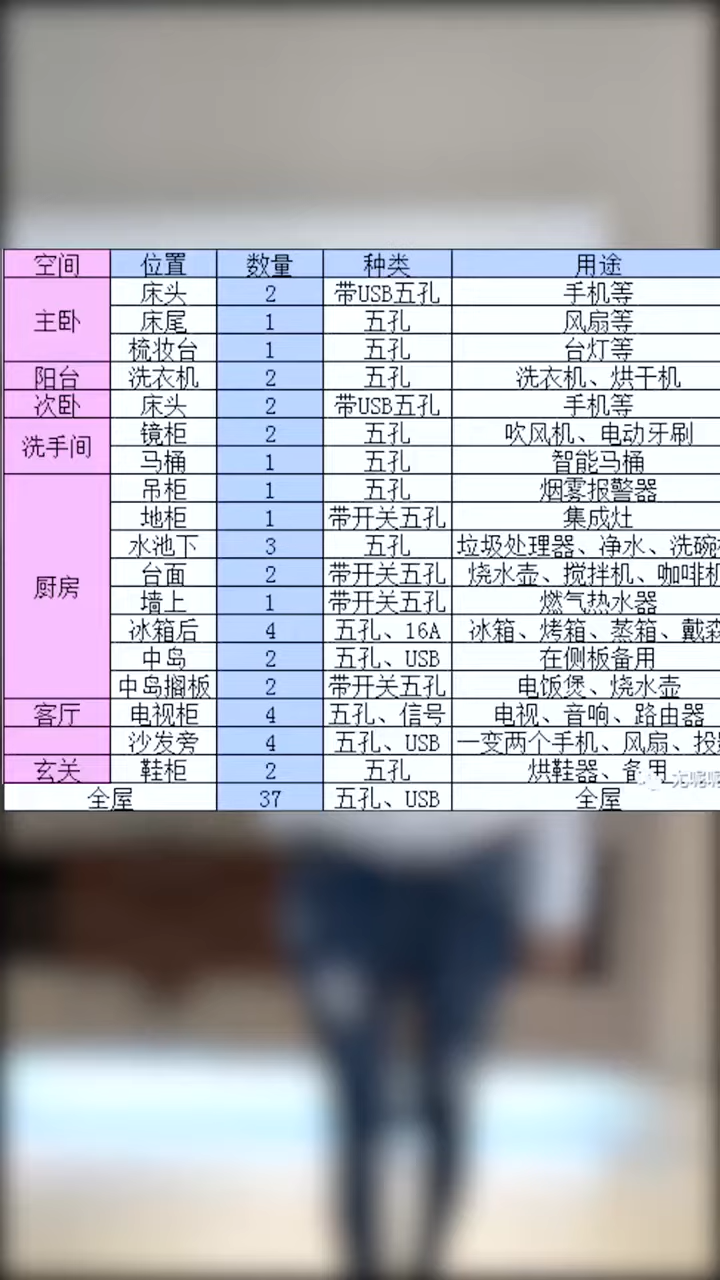 空间 位置 数量 种类 用途
主卧 床头 2 带USB五孔 手机等
床尾 1 五孔 风扇等
梳妆台 1 五孔 台灯等
阳台 洗衣机 2 五孔 洗衣机、烘干机
次卧 床头 2 带USB五孔 手机等
洗手间 镜柜 2 五孔 吹风机、电动牙刷
马桶 1 五孔 智能马桶
厨房 吊柜 1 五孔 烟雾报警器
地柜 1 带开关五孔 集成灶
水池下 3 五孔 垃圾处理器、净水、洗碗
台面 2 带开关五孔 烧水壶、搅拌机、咖啡机
墙上 1 带开关五孔 燃气热水器
冰箱后 4 五孔、16A 冰箱、烤箱、蒸箱、戴森
中岛 2 五孔、USB 在侧板备用
中岛搁板 2 带开关五孔 电饭煲、烧水壶
客厅 电视柜 4 五孔、信号 电视、音响、路由器
沙发旁 4 五孔、USB 一变两个手机、风扇、投
玄关 鞋柜 2 五孔 烘鞋器、备用
全屋 37 五孔、USB 全屋